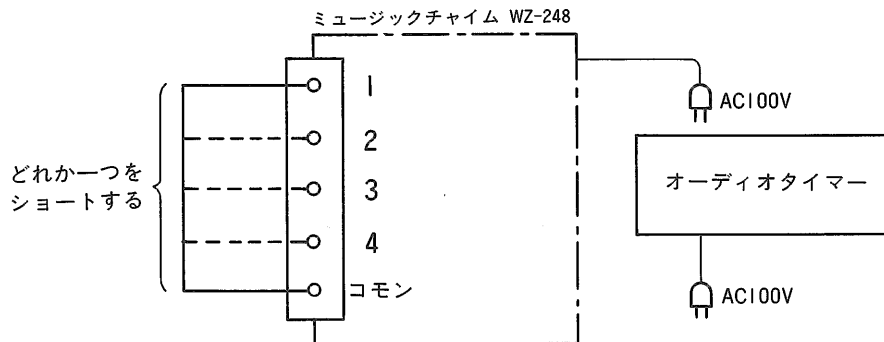 ミュージックチャイム WZ-248
1
2
3
4
コモン
どれか一つを
ショートする
AC100V
オーディオタイマー
AC100V